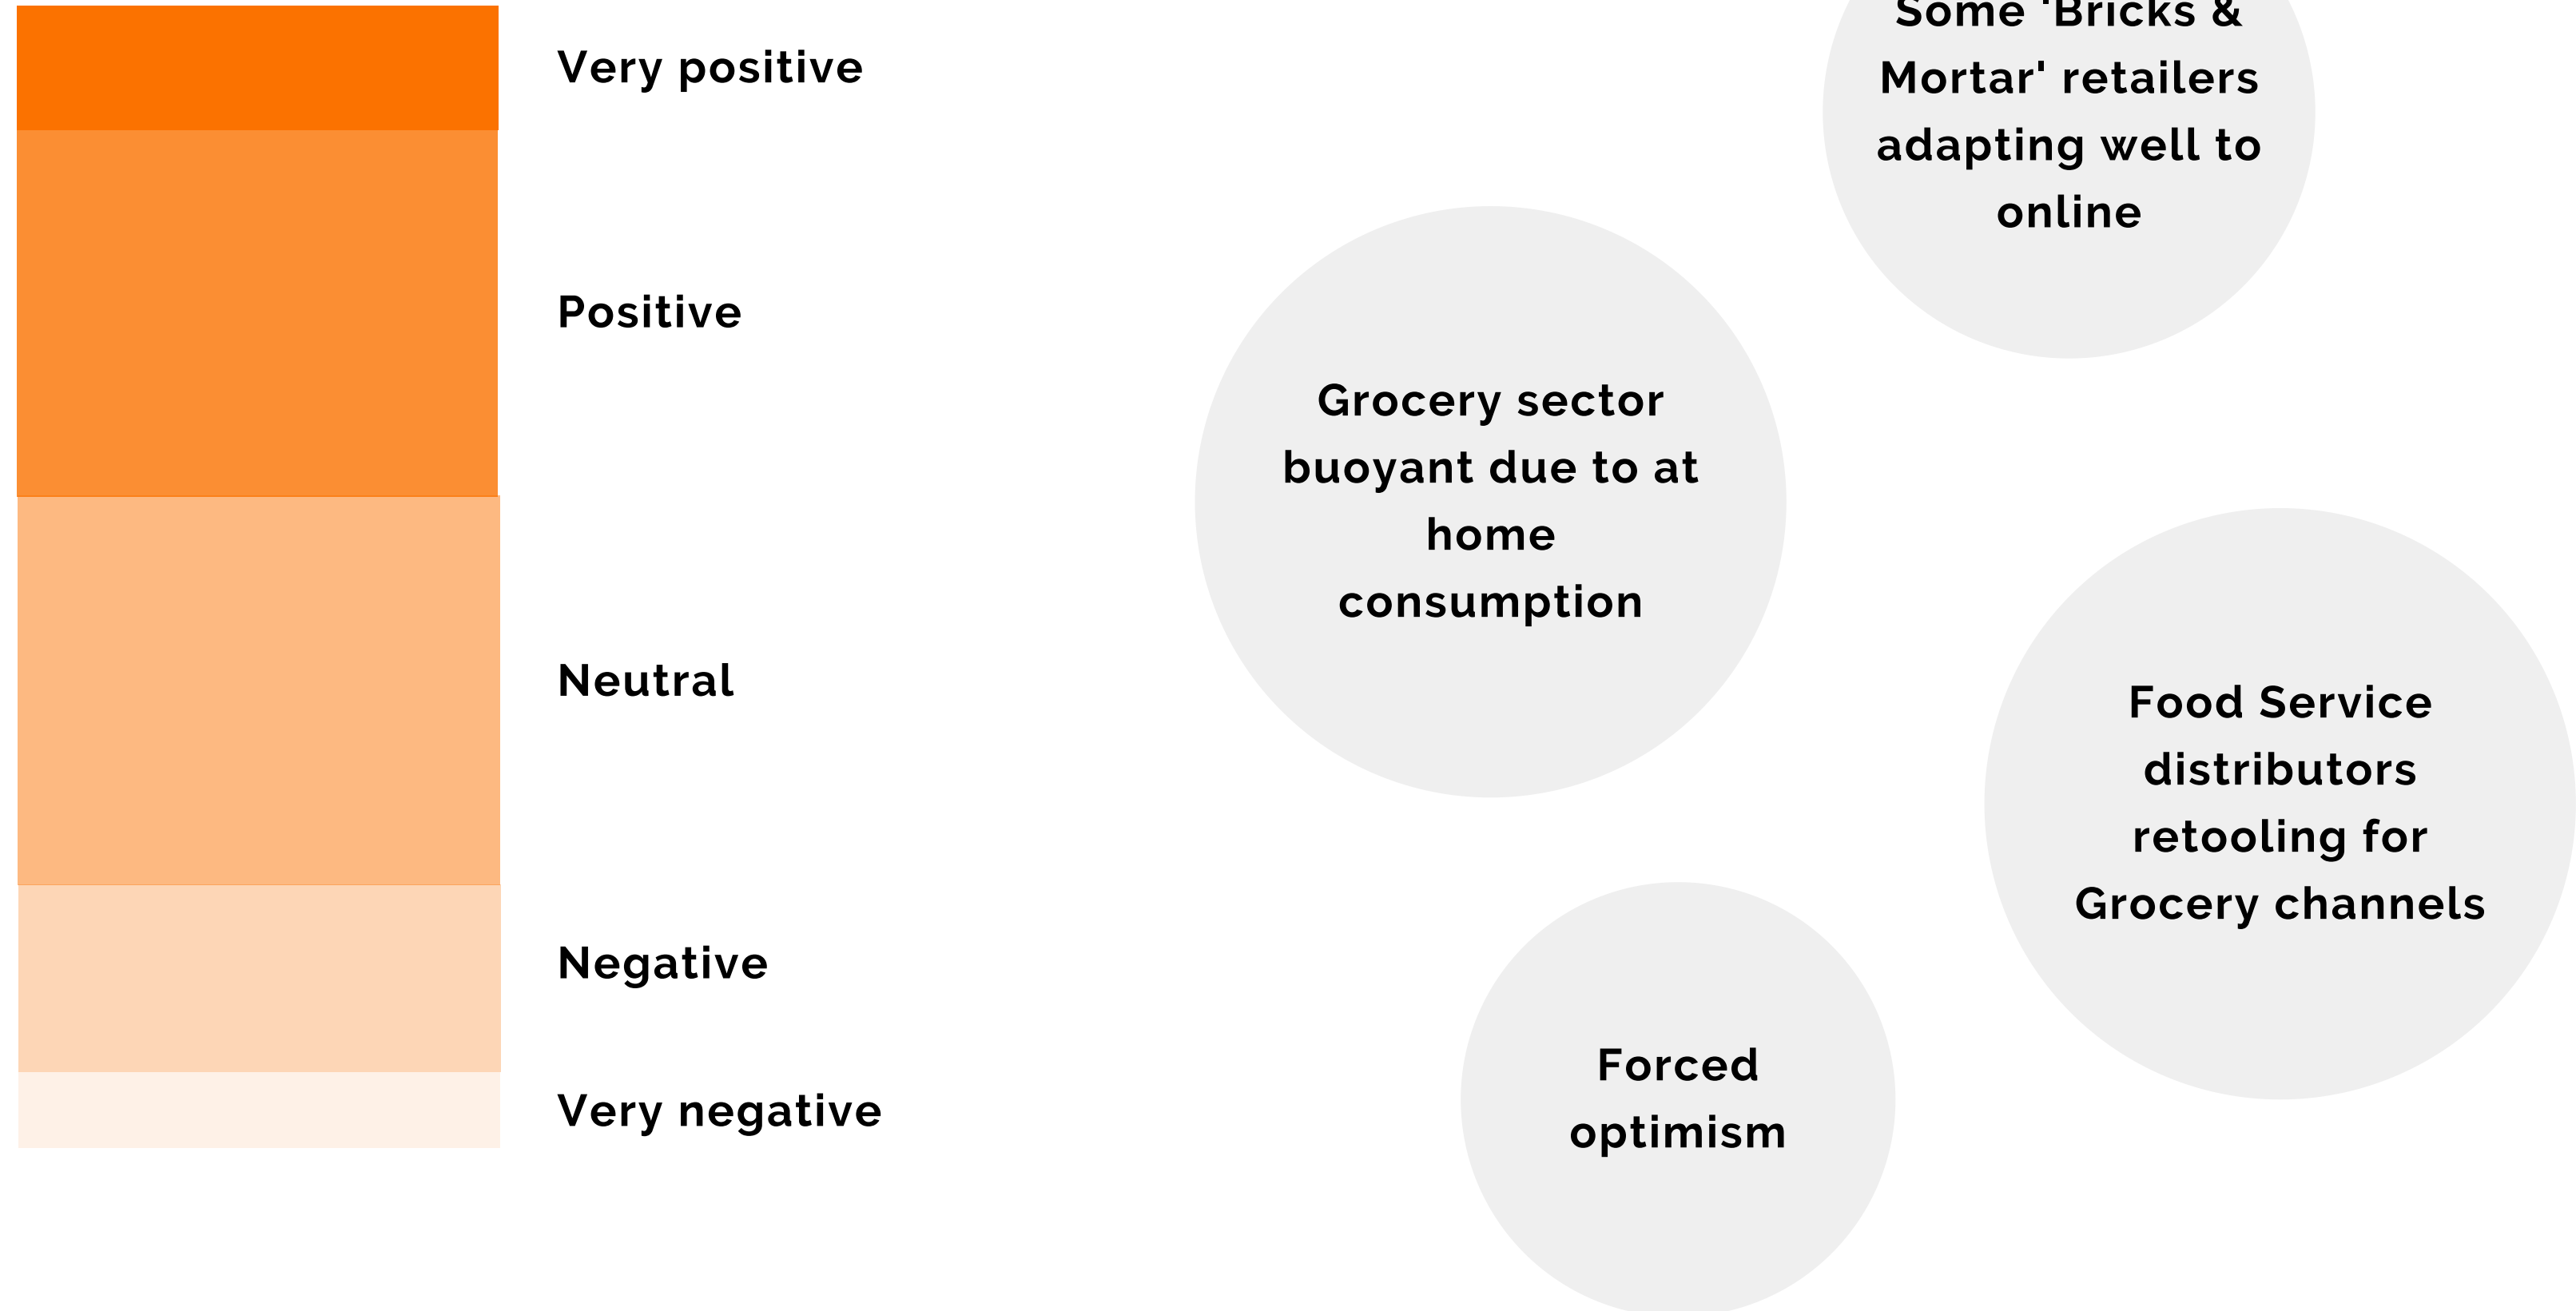 Very positive
Positive
Neutral
Negative
Very negative
Some 'Bricks &
Mortar' retailers
adapting well to
online
Grocery sector
buoyant due to at
home
consumption
Food Service
distributors
retooling for
Grocery channels
Forced
optimism